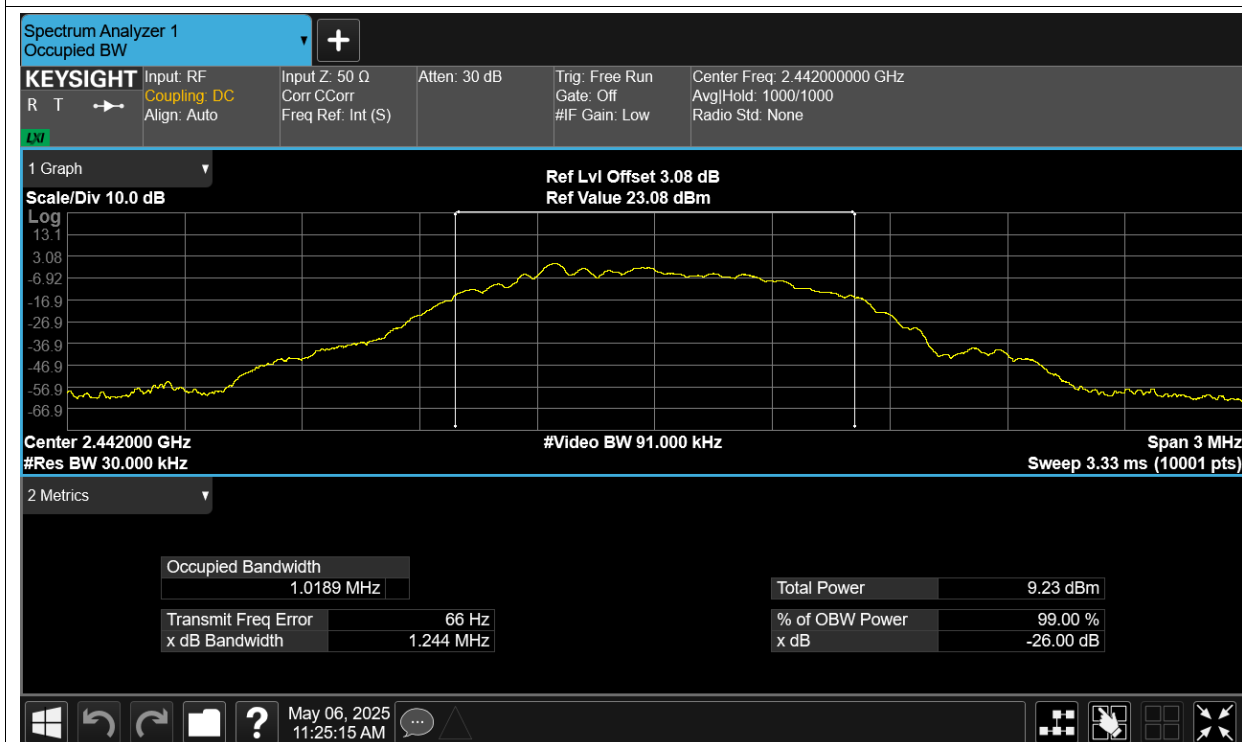 Spectrum Analyzer 1
Occupied BW
+
KEYSIGHT
R T
LXI
Input: RF
Coupling: DC
Align: Auto
Input Z: 50 Ω
Corr CCorr
Freq Ref: Int (S)
Atten: 30 dB
Trig: Free Run
Gate: Off
#IF Gain: Low
Center Freq: 2.442000000 GHz
Avg|Hold: 1000/1000
Radio Std: None
1 Graph
Scale/Div 10.0 dB
Ref Lvl Offset 3.08 dB
Ref Value 23.08 dBm
Log
13.1
3.08
-6.92
-16.9
-26.9
-36.9
-46.9
-56.9
-66.9
Center 2.442000 GHz
#Res BW 30.000 kHz
#Video BW 91.000 kHz
Span 3 MHz
Sweep 3.33 ms (10001 pts)
2 Metrics
Occupied Bandwidth
1.0189 MHz
Transmit Freq Error 66 Hz
x dB Bandwidth 1.244 MHz
Total Power 9.23 dBm
% of OBW Power 99.00 %
x dB -26.00 dB
?
May 06, 2025
11:25:15 AM